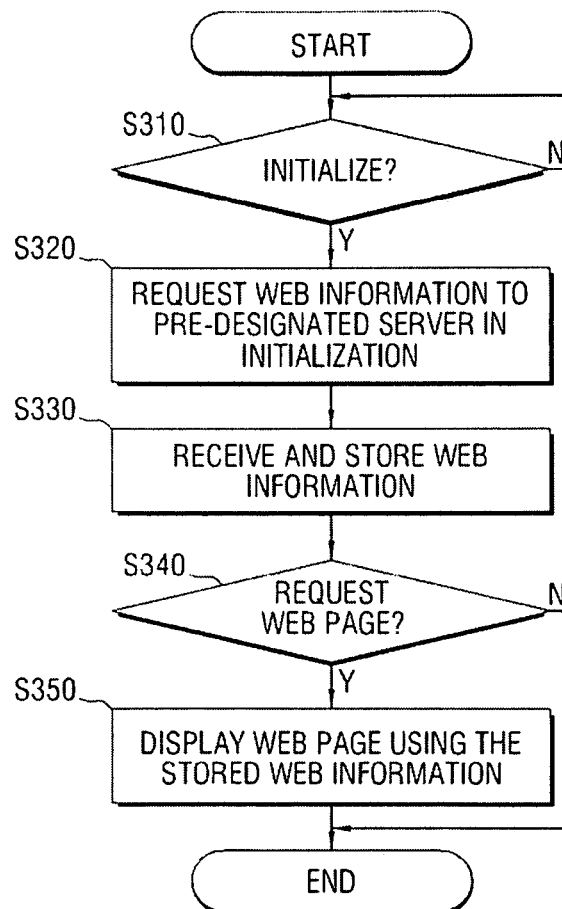 START
S310
INITIALIZE?
N
Y
S320
REQUEST WEB INFORMATION TO
PRE-DESIGNATED SERVER IN
INITIALIZATION
S330
RECEIVE AND STORE WEB
INFORMATION
S340
REQUEST
WEB PAGE?
N
Y
S350
DISPLAY WEB PAGE USING THE
STORED WEB INFORMATION
END